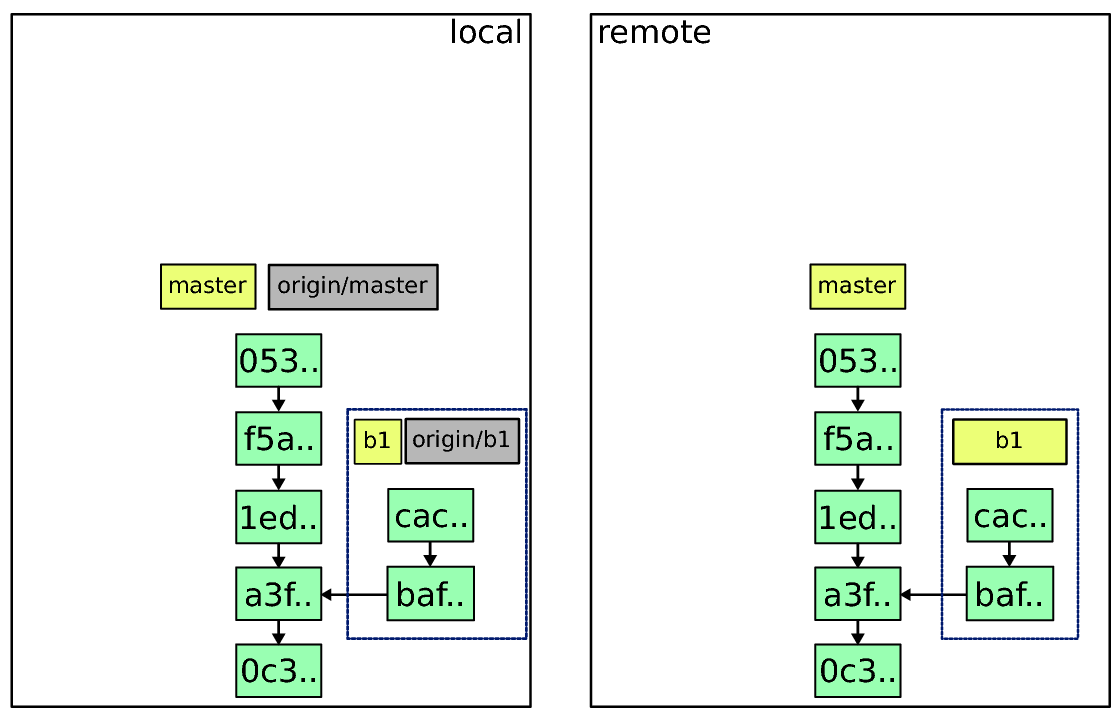 local
master
origin/master
053..
f5a..
b1
origin/b1
1ed..
cac..
a3f..
baf..
0c3..
remote
master
053..
f5a..
b1
1ed..
cac..
a3f..
baf..
0c3..